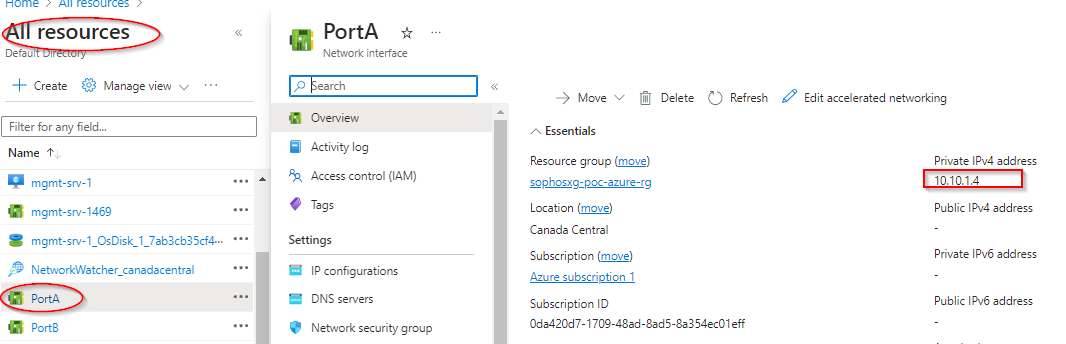 Home > All resources >
All resources
«
Default Directory
Create
Manage view
...
Filter for any field...
Name ↑↓
mgmt-srv-1
...
mgmt-srv-1469
...
mgmt-srv-1_OsDisk_1_7ab3cb35cf4...
...
NetworkWatcher_canadacentral
...
PortA
...
PortB
...
PortA
...
Network interface
Search
«
Overview
Activity log
Access control (IAM)
Tags
Settings
IP configurations
DNS servers
Network security group
Move
Delete
Refresh
Edit accelerated networking
Essentials
Resource group (move)
sophosxg-poc-azure-rg
Location (move)
Canada Central
Subscription (move)
Azure subscription 1
Subscription ID
0da420d7-1709-48ad-8ad5-8a354ec01eff
Private IPv4 address
10.10.1.4
Public IPv4 address
-
Private IPv6 address
-
Public IPv6 address
-